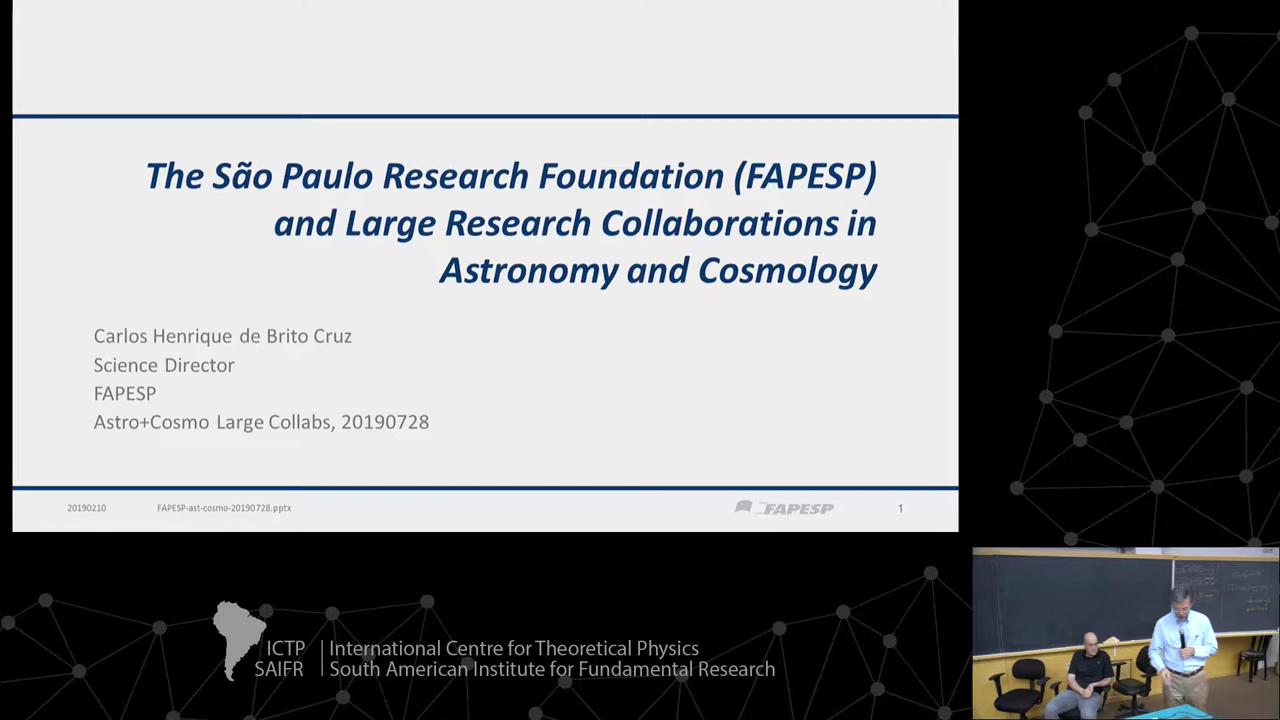 The São Paulo Research Foundation (FAPESP)
and Large Research Collaborations in
Astronomy and Cosmology
Carlos Henrique de Brito Cruz
Science Director
FAPESP
Astro+Cosmo Large Collabs, 20190728
20190210 FAPESP-ast-cosmo-20190728.pptx FAPESP 1
ICTP International Centre for Theoretical Physics
SAIFR South American Institute for Fundamental Research